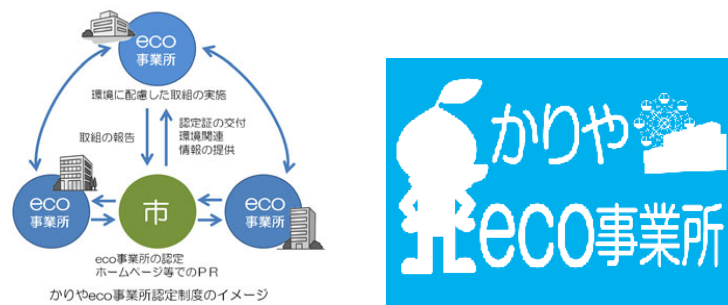 eco
事業所
環境に配慮した取組の実施
取組の報告
認定証の交付
環境関連
情報の提供
eco
事業所
市
eco
事業所
eco事業所の認定
ホームページ等でのPR
かりやeco事業所認定制度のイメージ
かりや
eco事業所